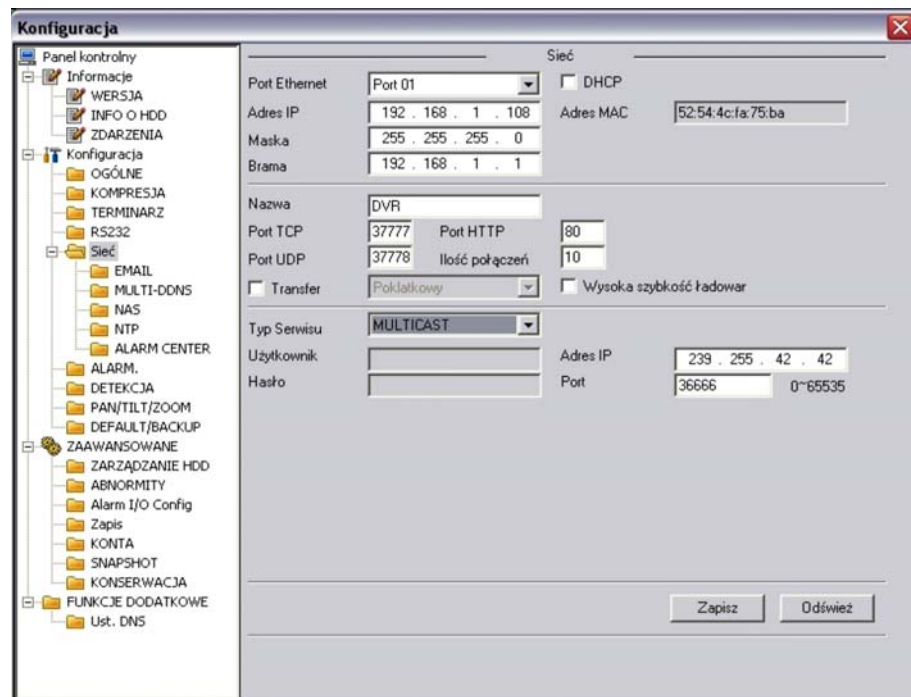 Konfiguracja
Panel kontrolny
Informacje
WERSJA
INFO O HDD
ZDARZENIA
Konfiguracja
OGÓLNE
KOMPRESJA
TERMINARZ
RS232
Sieć
EMAIL
MULTI-DDNS
NAS
NTP
ALARM CENTER
ALARM.
DETEKCJA
PAN/TILT/ZOOM
DEFAULT/BACKUP
ZAAWANSOWANE
ZARZĄDZANIE HDD
ABNORMITY
Alarm I/O Config
Zapis
KONTA
SNAPSHOT
KONSERWACJA
FUNKCJE DODATKOWE
Ust. DNS
Sieć
Port Ethernet Port 01 DHCP
Adres IP 192 . 168 . 1 . 108 Adres MAC 52:54:4c:fa:75:ba
Maska 255 . 255 . 255 . 0
Brama 192 . 168 . 1 . 1
Nazwa DVR
Port TCP 37777 Port HTTP 80
Port UDP 37778 Ilość połączeń 10
Transfer Poklatkowy Wysoka szybkość ładowar
Typ Serwisu MULTICAST
Użytkownik Adres IP 239 . 255 . 42 . 42
Hasło Port 36666 0~65535
Zapisz Odśwież